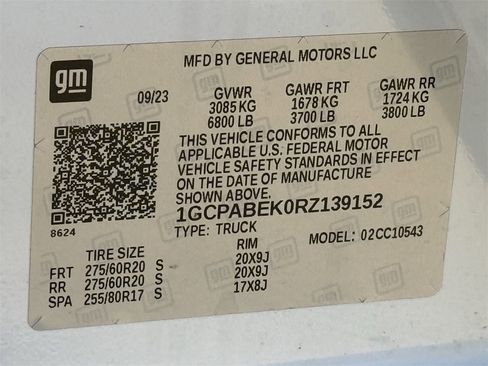 gm
MFD BY GENERAL MOTORS LLC
09/23 GVWR GAWR FRT GAWR RR
3085 KG 1678 KG 1724 KG
6800 LB 3700 LB 3800 LB
THIS VEHICLE CONFORMS TO ALL
APPLICABLE U.S. FEDERAL MOTOR
VEHICLE SAFETY STANDARDS IN EFFECT
ON THE DATE OF MANUFACTURE
SHOWN ABOVE.
1GCPABEK0RZ139152
8624
TYPE: TRUCK MODEL: 02CC10543
TIRE SIZE RIM
FRT 275/60R20 S 20X9J
RR 275/60R20 S 20X9J
SPA 255/80R17 S 17X8J